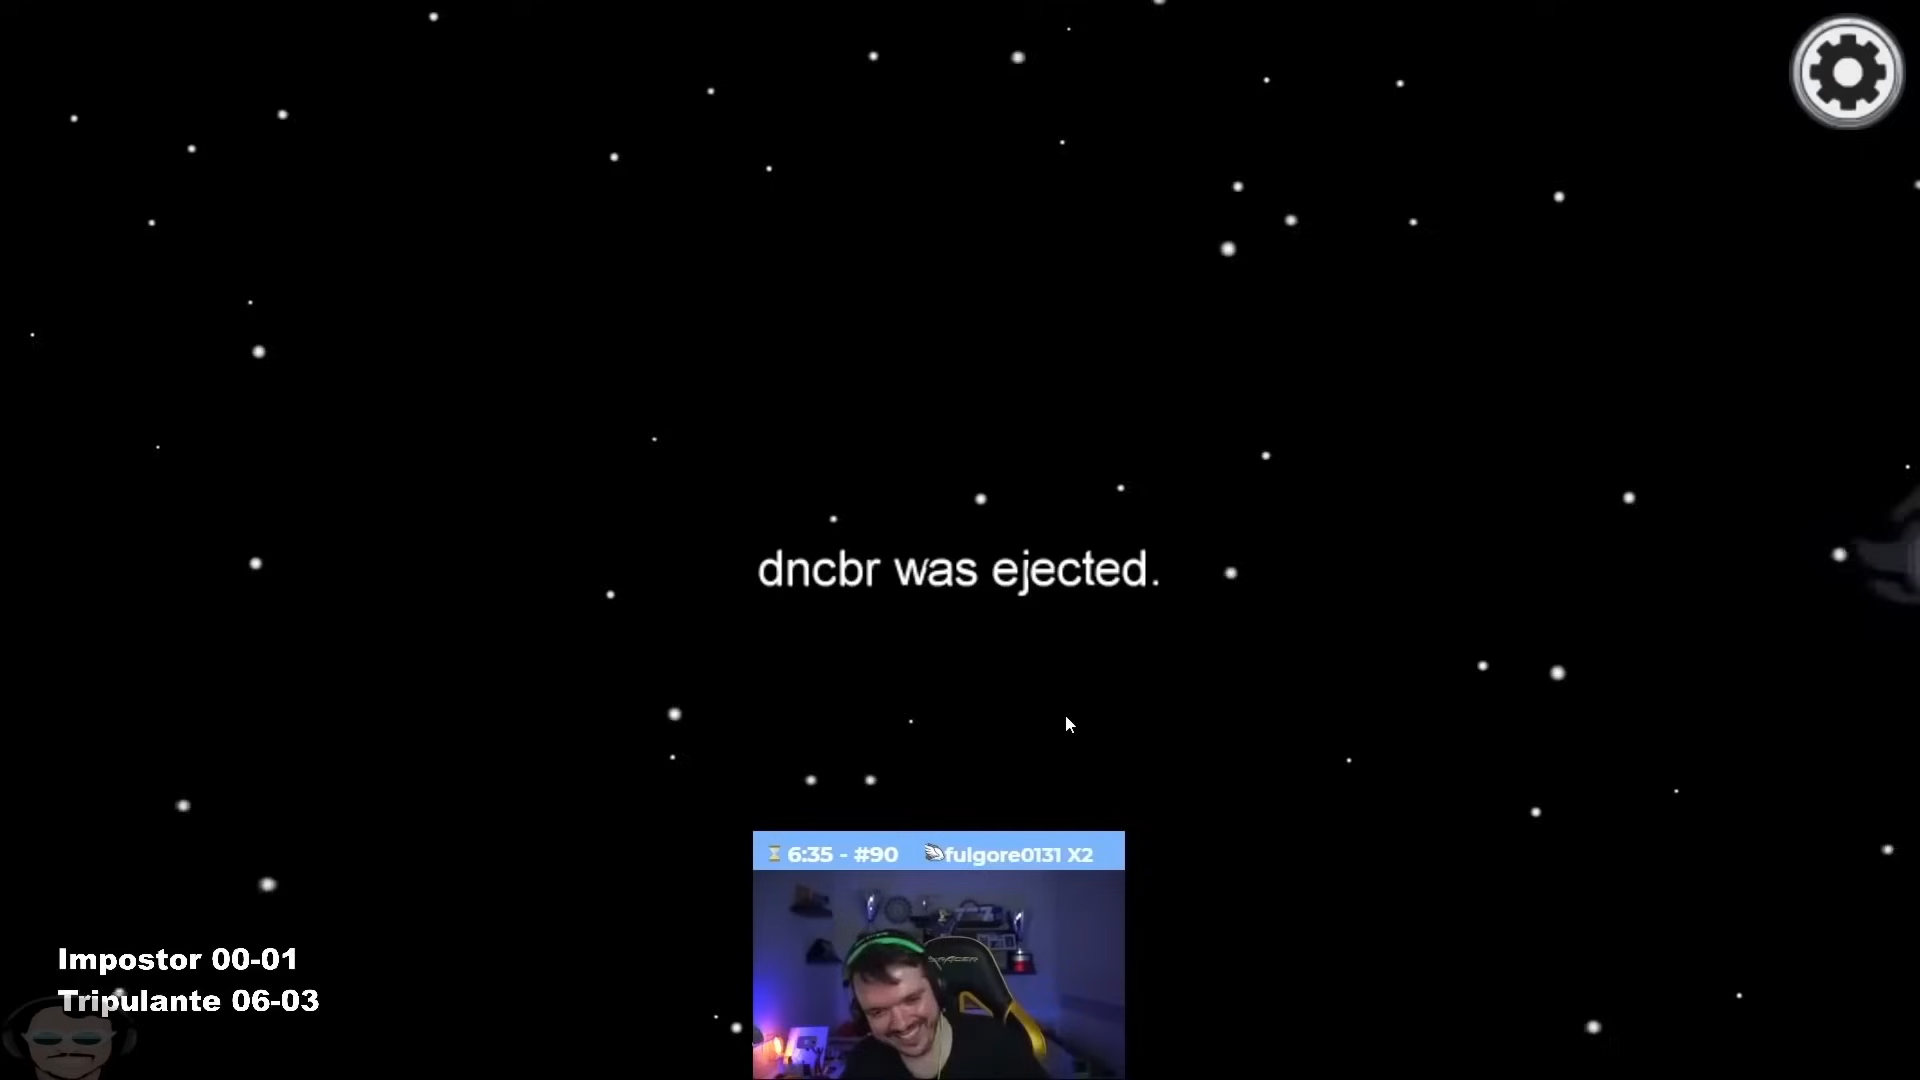 dncbr was ejected.
6:35 - #90 fulgore0131 X2
Impostor 00-01
Tripulante 06-03